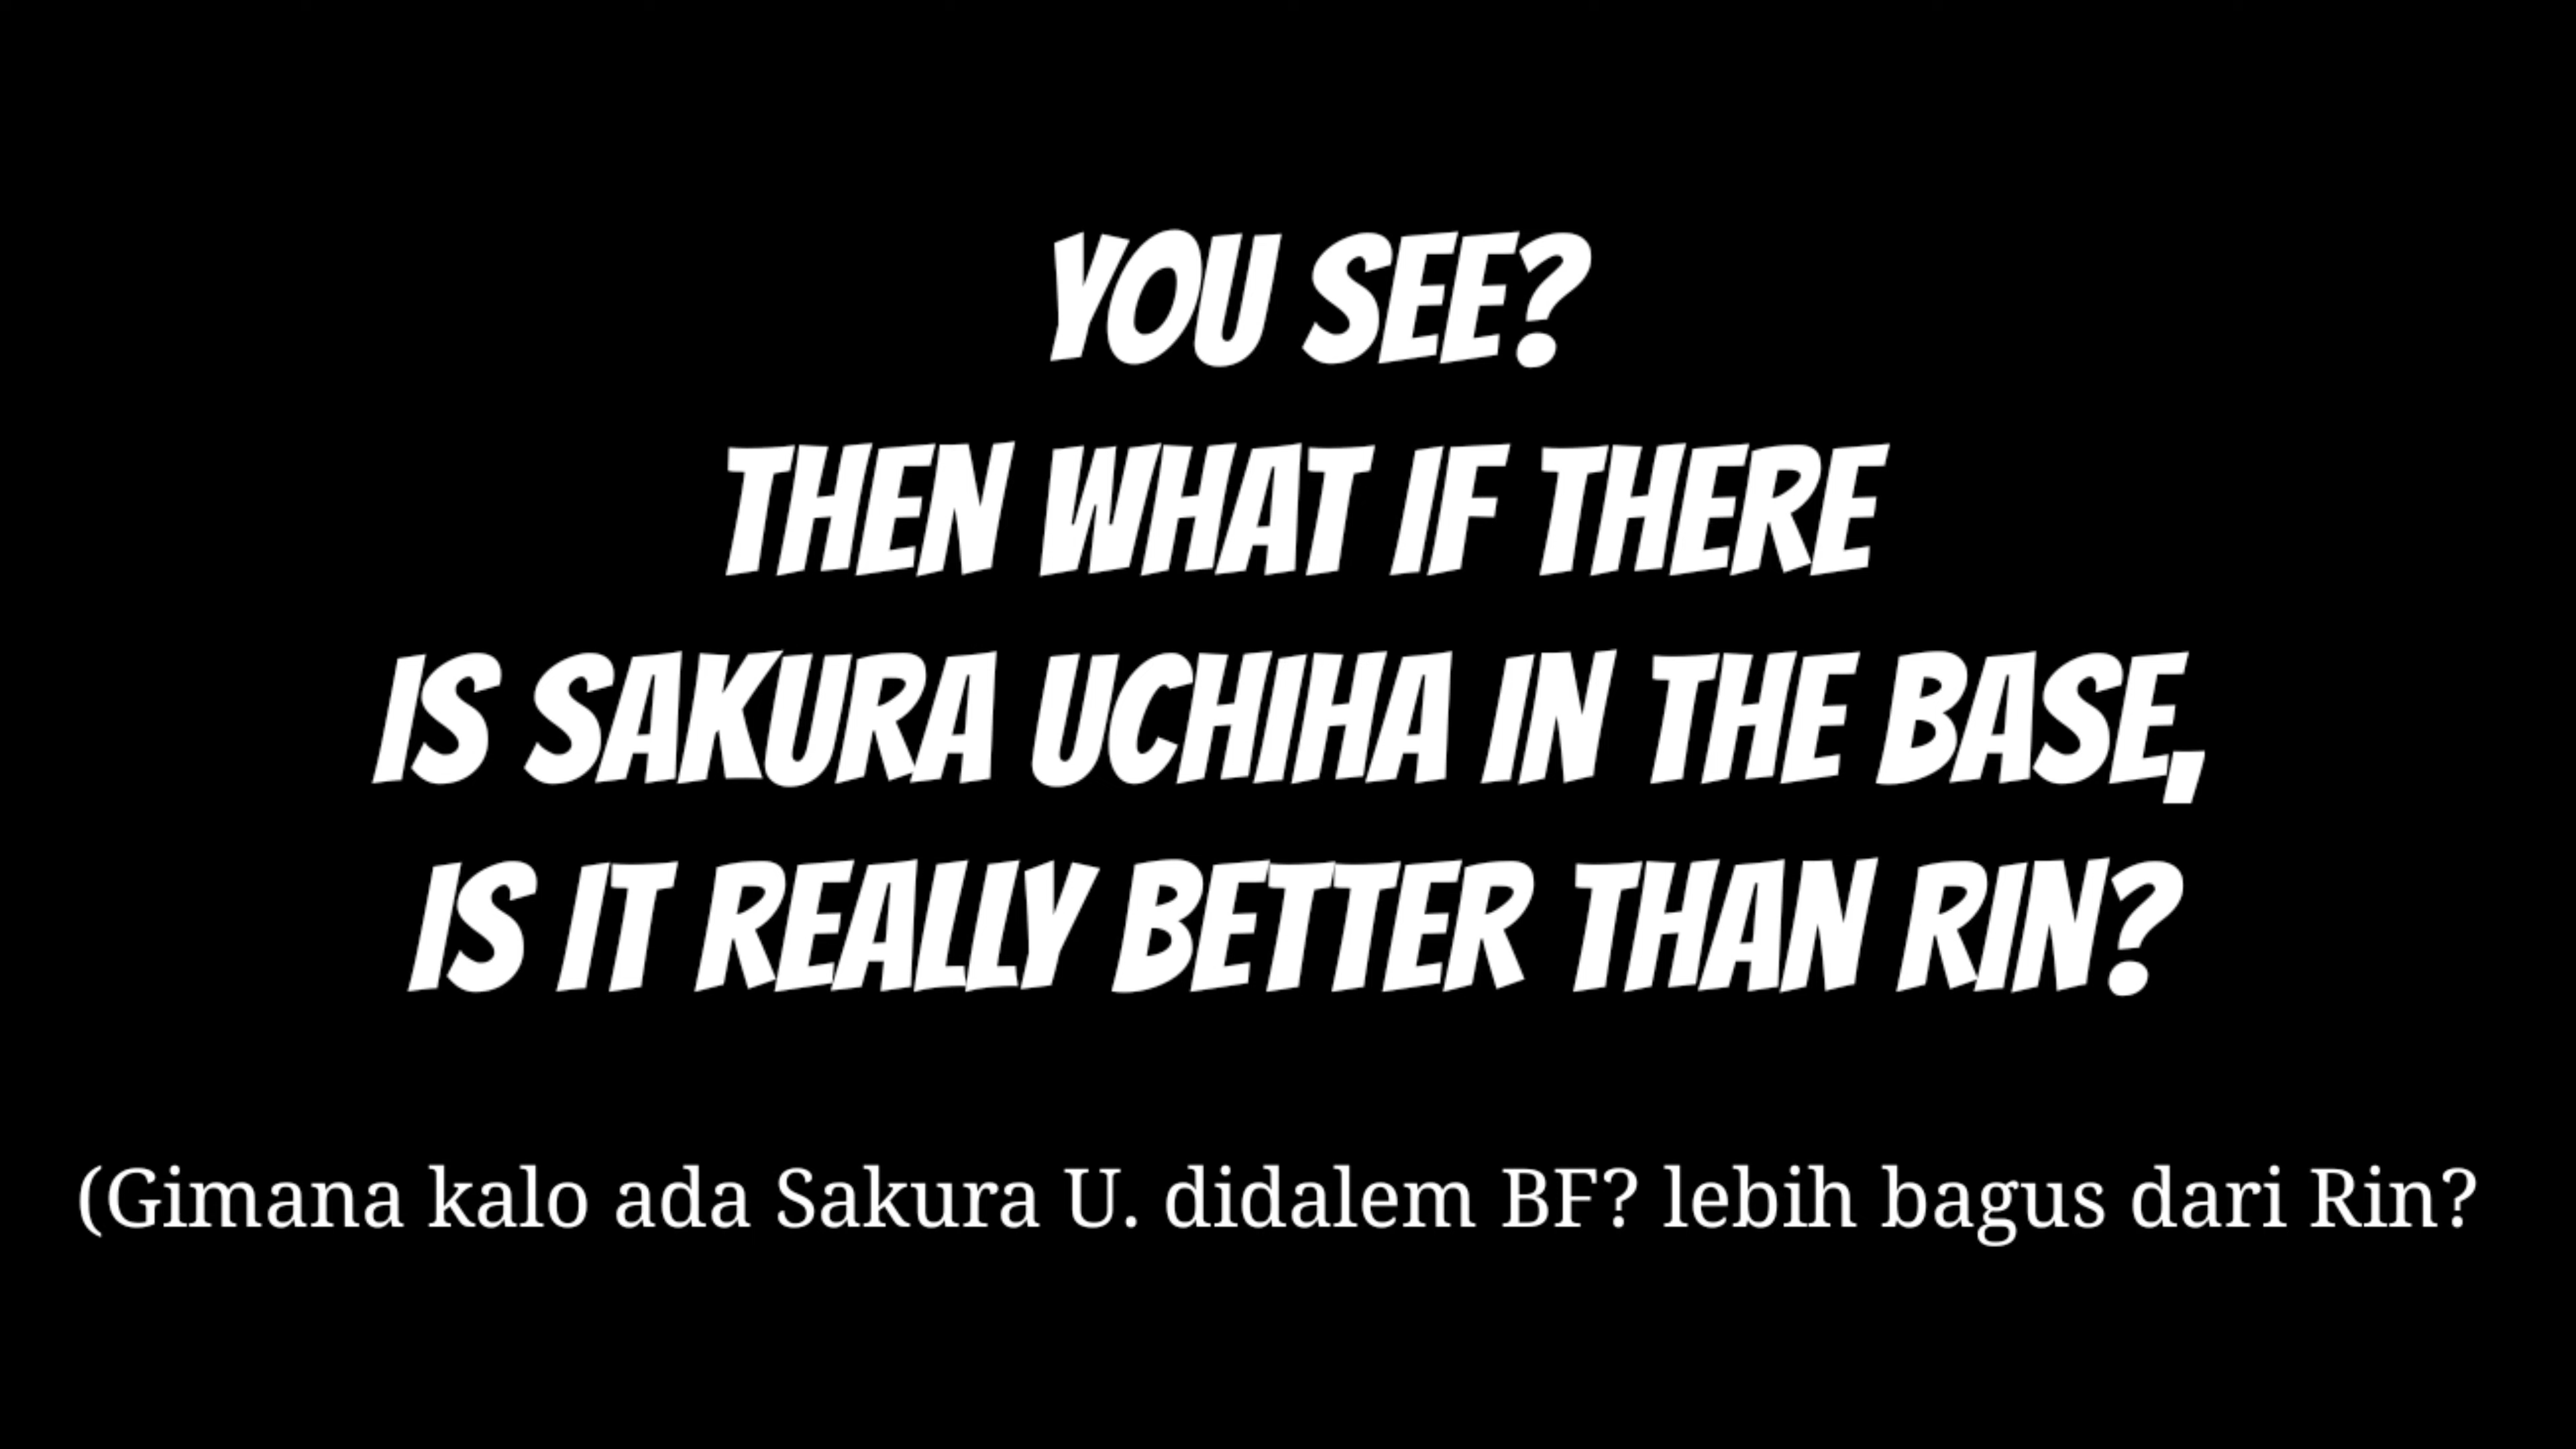 YOU SEE?
THEN WHAT IF THERE
IS SAKURA UCHIHA IN THE BASE,
IS IT REALLY BETTER THAN RIN?
(Gimana kalo ada Sakura U. didalem BF? lebih bagus dari Rin?